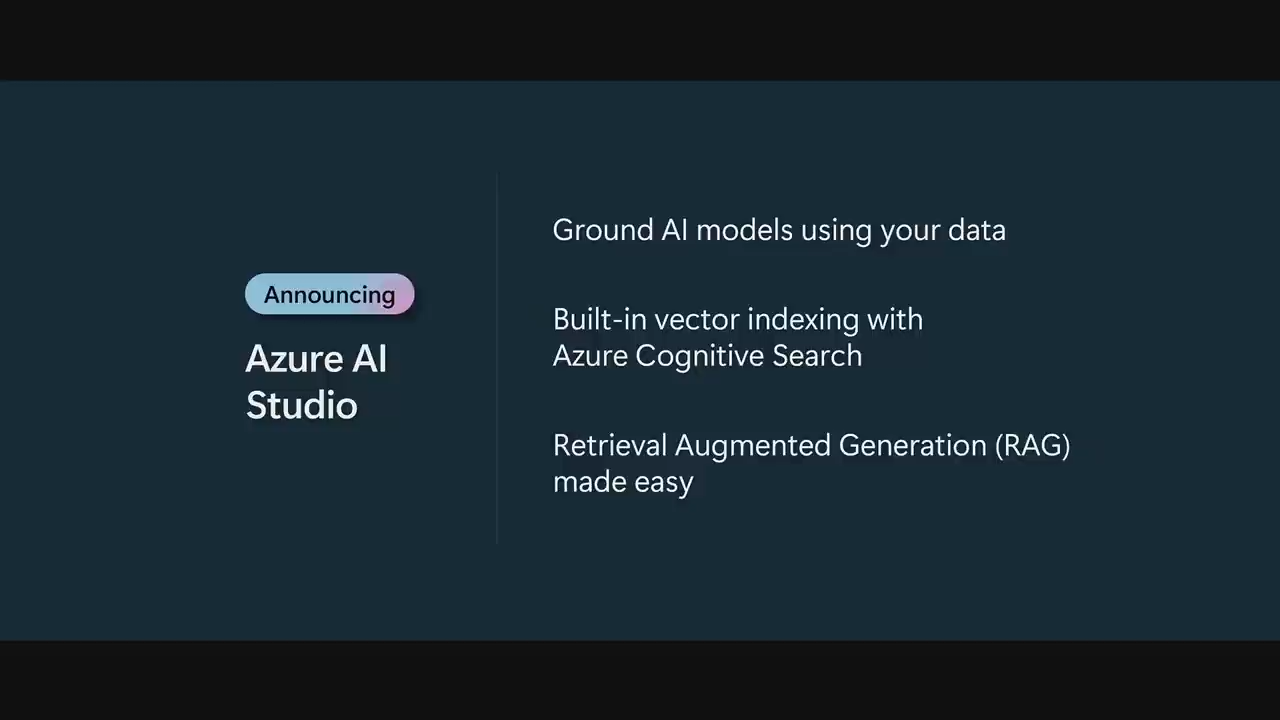 Announcing
Azure AI
Studio
Ground AI models using your data
Built-in vector indexing with
Azure Cognitive Search
Retrieval Augmented Generation (RAG)
made easy